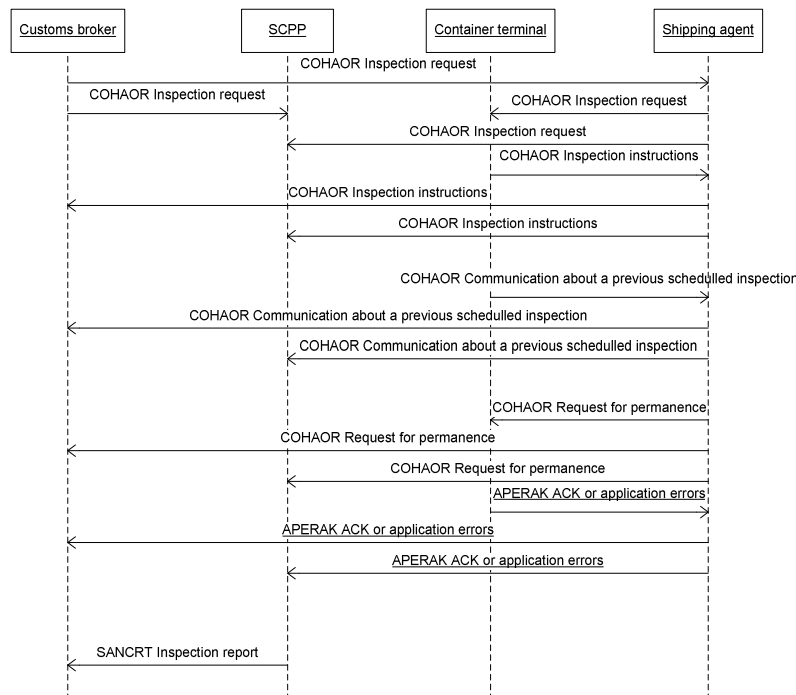 Customs broker
SCPP
Container terminal
Shipping agent
COHAOR Inspection request
COHAOR Inspection request
COHAOR Inspection request
COHAOR Inspection request
COHAOR Inspection instructions
COHAOR Inspection instructions
COHAOR Inspection instructions
COHAOR Communication about a previous schedulled inspection
COHAOR Communication about a previous schedulled inspection
COHAOR Communication about a previous schedulled inspection
COHAOR Request for permanence
COHAOR Request for permanence
COHAOR Request for permanence
APERAK ACK or application errors
APERAK ACK or application errors
APERAK ACK or application errors
SANCRT Inspection report